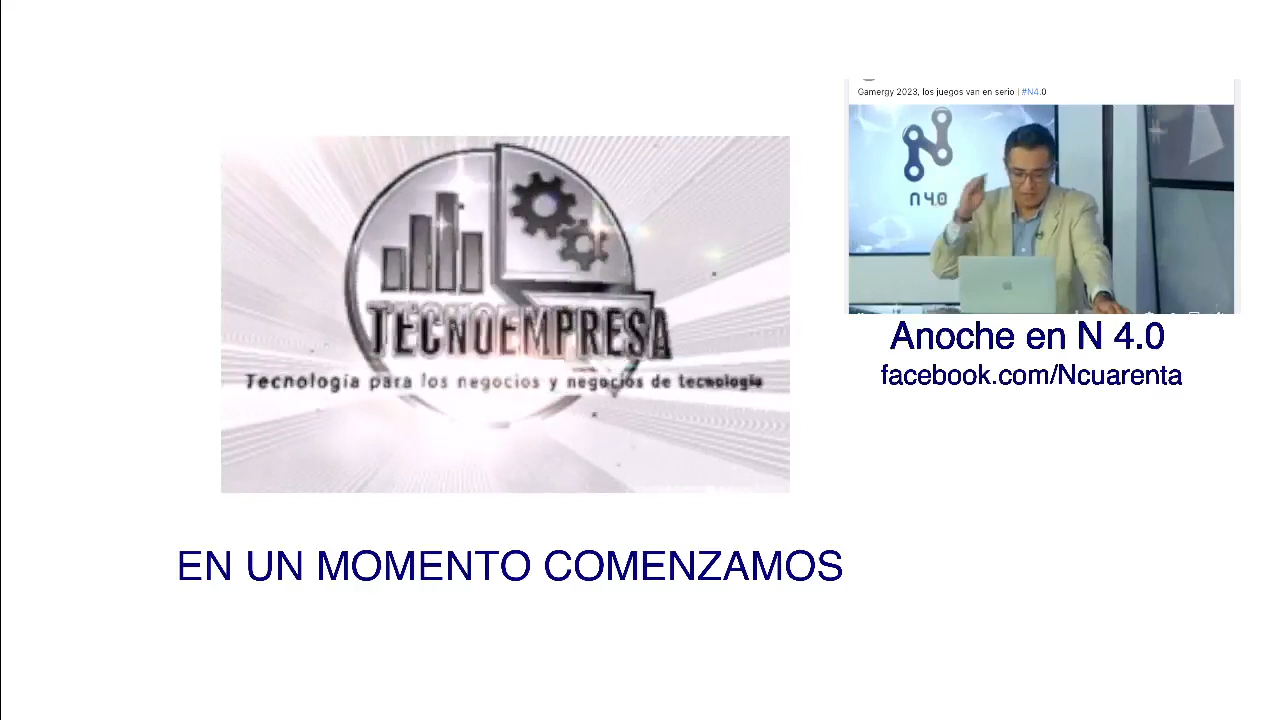 Gamergy 2023, los juegos van en serio | #N4.0
N 4.0
Anoche en N 4.0
facebook.com/Ncuarenta
TECNOEMPRESA
Tecnología para los negocios y negocios de tecnología
EN UN MOMENTO COMENZAMOS